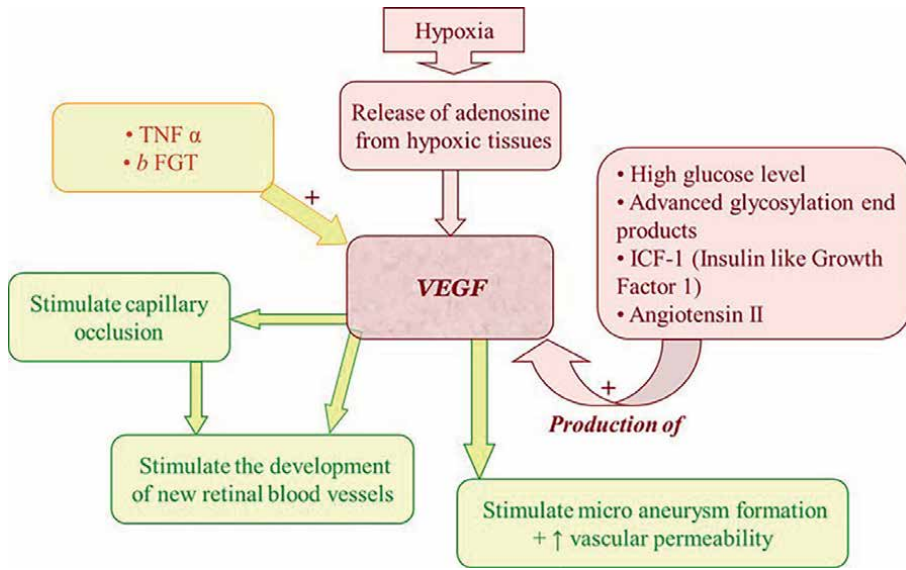 Hypoxia
Release of adenosine
from hypoxic tissues
• TNF α
• b FGT
+
• High glucose level
• Advanced glycosylation end
products
• ICF-1 (Insulin like Growth
Factor 1)
• Angiotensin II
VEGF
Stimulate capillary
occlusion
+
Production of
Stimulate the development
of new retinal blood vessels
Stimulate micro aneurysm formation
+ ↑ vascular permeability